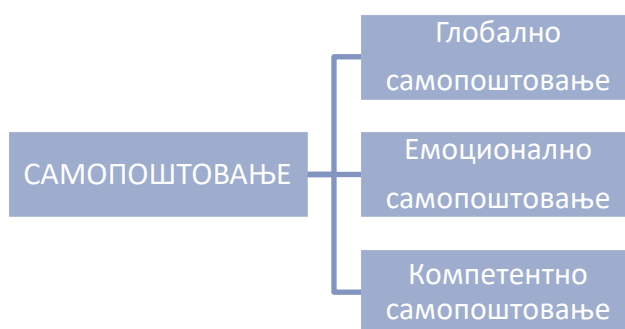 Глобално
самопоштовање
САМОПОШТОВАЊЕ
Емоционално
самопоштовање
Компетентно
самопоштовање